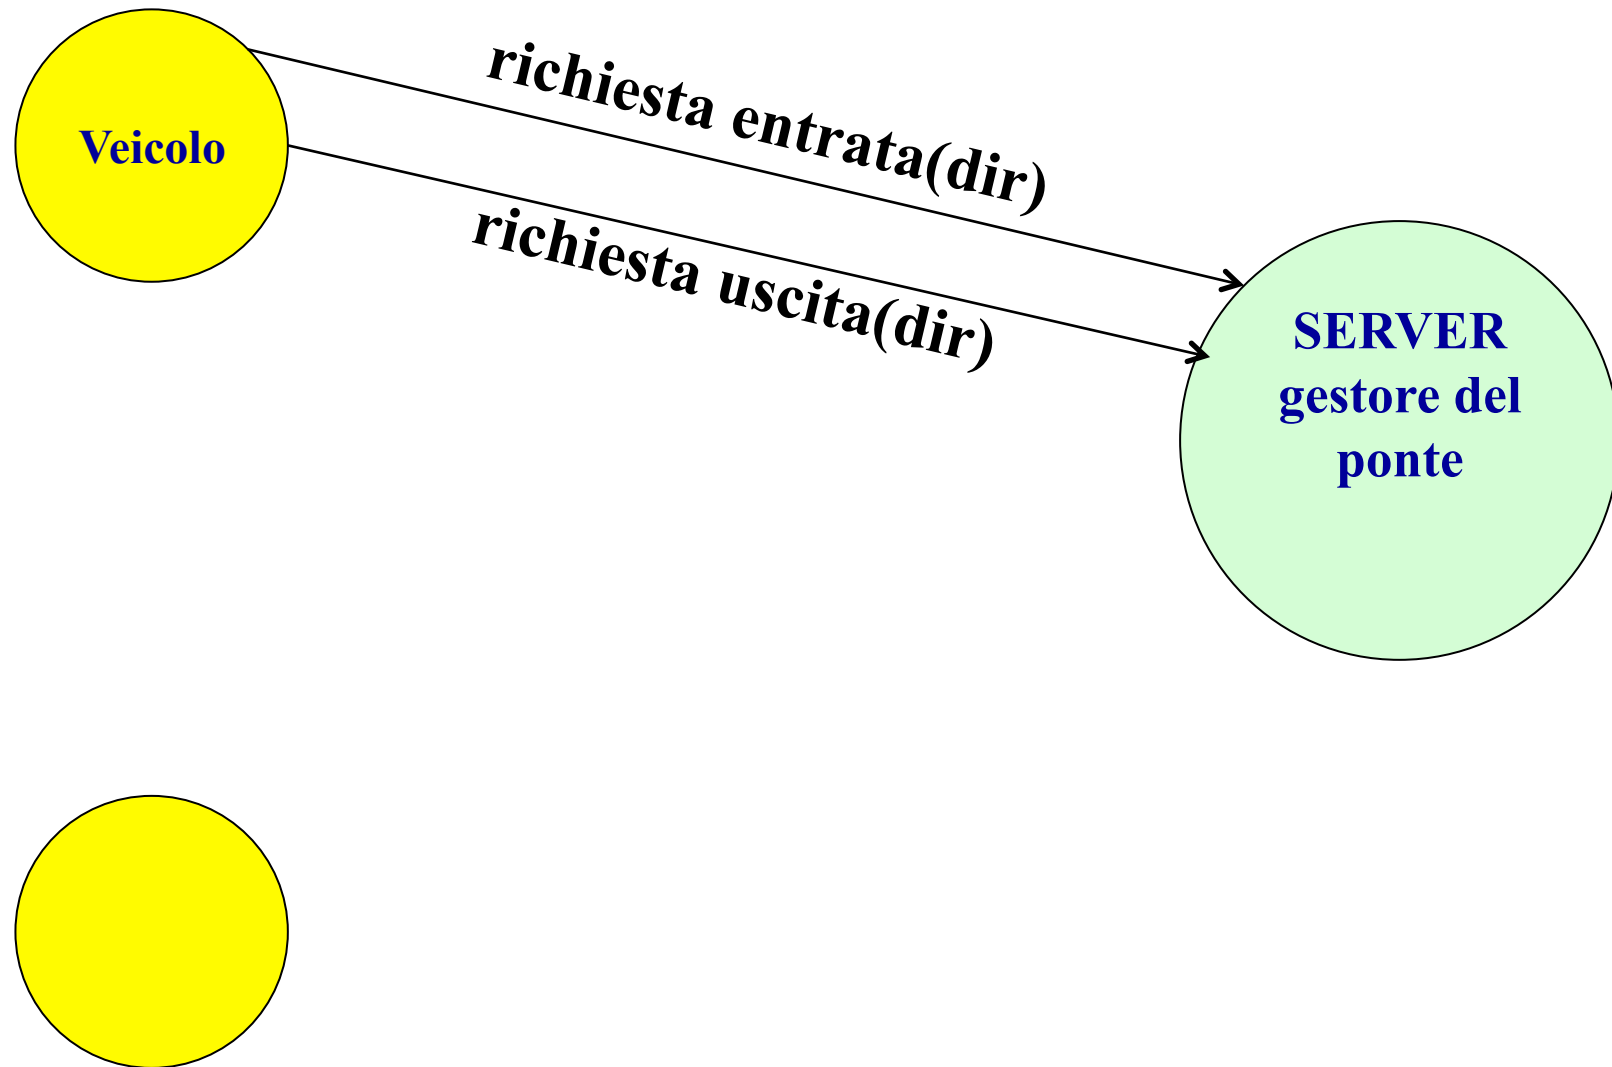 Veicolo
richiesta entrata(dir)
richiesta uscita(dir)
SERVER
gestore del
ponte